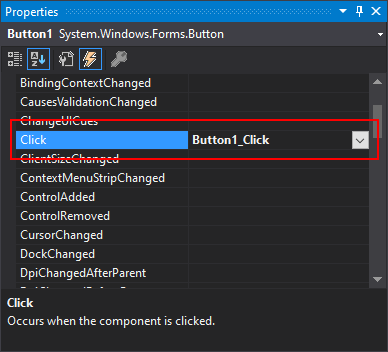 Properties
Button1 System.Windows.Forms.Button
BindingContextChanged
CausesValidationChanged
ChangeUICues
Click Button1_Click
ClientSizeChanged
ContextMenuStripChanged
ControlAdded
ControlRemoved
CursorChanged
DockChanged
DpiChangedAfterParent
Click
Occurs when the component is clicked.